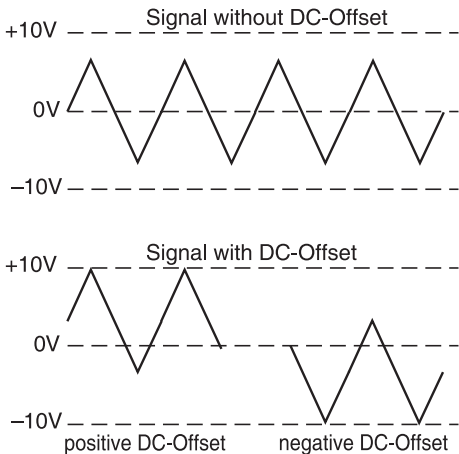 Signal without DC-Offset
+10V
0V
–10V
Signal with DC-Offset
+10V
0V
–10V
positive DC-Offset negative DC-Offset